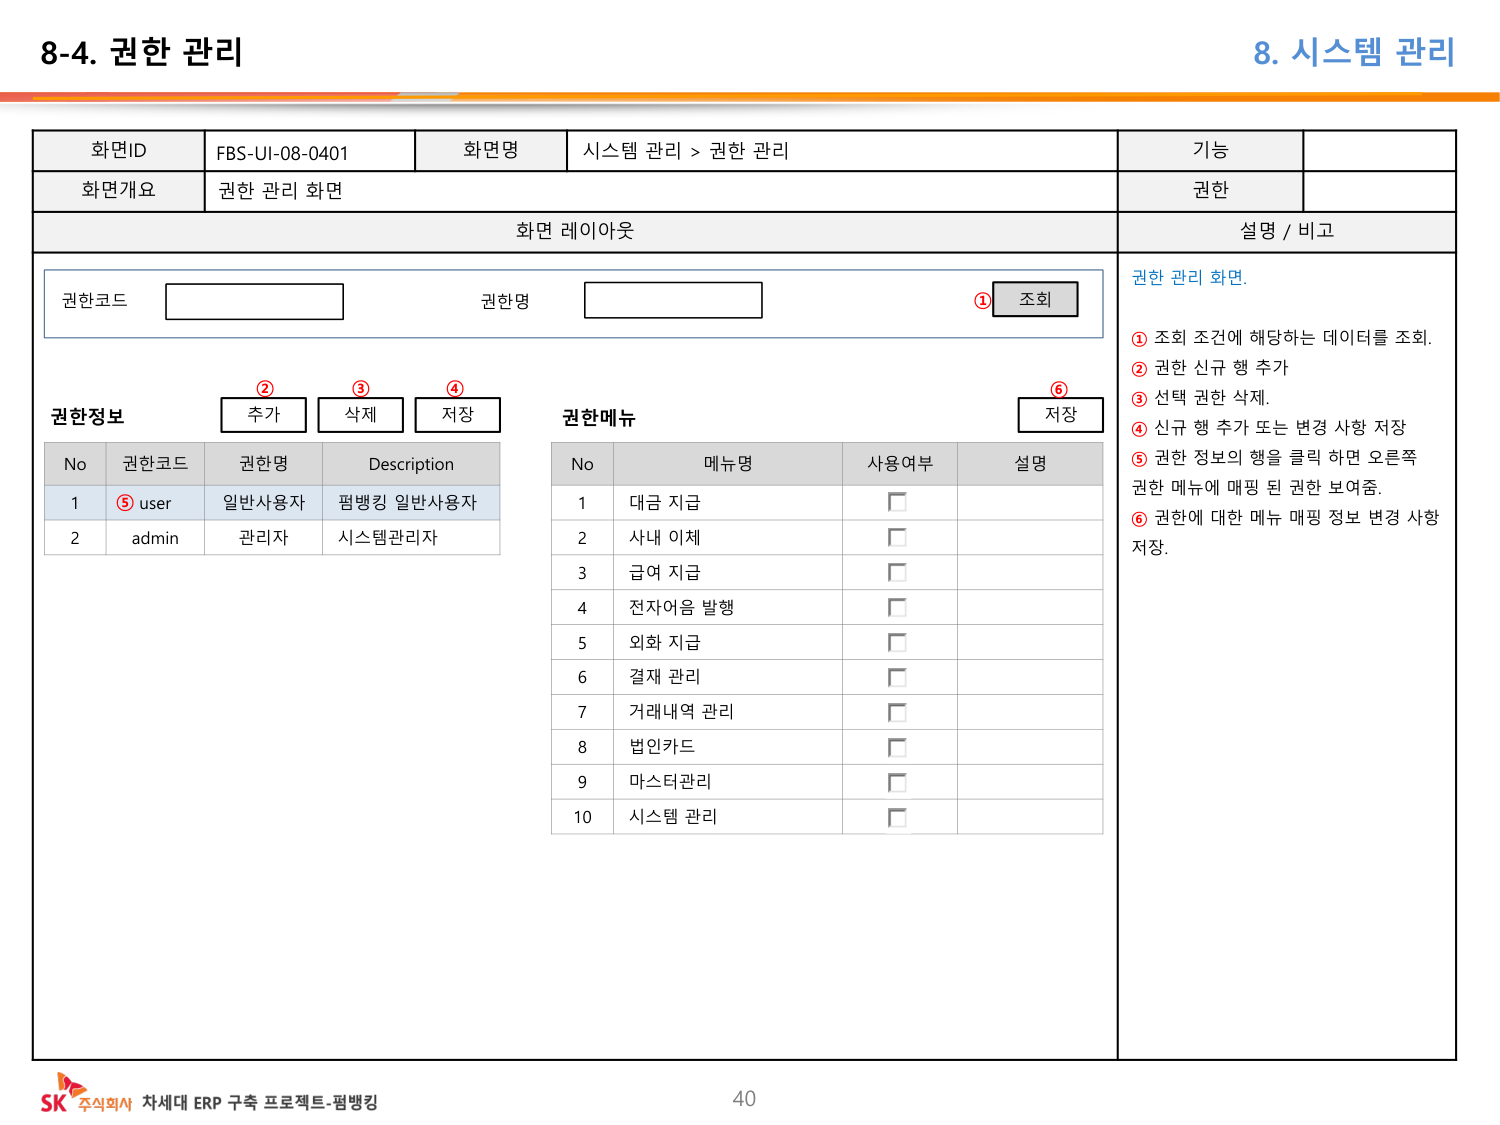 8-4. 권한 관리
8. 시스템 관리
화면ID FBS-UI-08-0401 화면명 시스템 관리 > 권한 관리 기능
화면개요 권한 관리 화면 권한
화면 레이아웃 설명 / 비고
권한코드 권한명 ① 조회
② ③ ④ ⑥
권한정보 추가 삭제 저장 권한메뉴 저장
No 권한코드 권한명 Description
1 ⑤ user 일반사용자 펌뱅킹 일반사용자
2 admin 관리자 시스템관리자
No 메뉴명 사용여부 설명
1 대금 지급
2 사내 이체
3 급여 지급
4 전자어음 발행
5 외화 지급
6 결재 관리
7 거래내역 관리
8 법인카드
9 마스터관리
10 시스템 관리
권한 관리 화면.
① 조회 조건에 해당하는 데이터를 조회.
② 권한 신규 행 추가
③ 선택 권한 삭제.
④ 신규 행 추가 또는 변경 사항 저장
⑤ 권한 정보의 행을 클릭 하면 오른쪽
권한 메뉴에 매핑 된 권한 보여줌.
⑥ 권한에 대한 메뉴 매핑 정보 변경 사항
저장.
SK 주식회사 차세대 ERP 구축 프로젝트-펌뱅킹
40